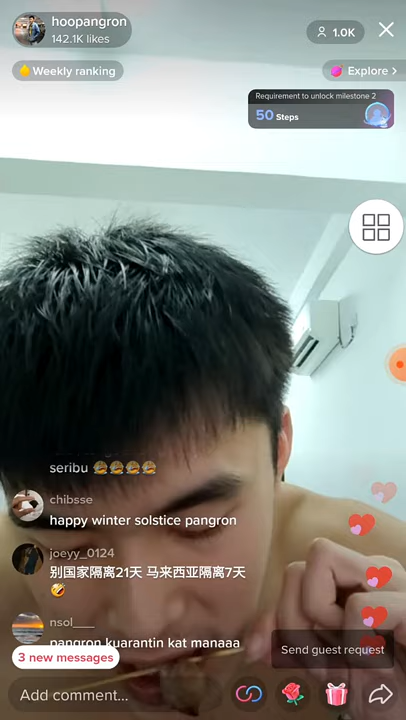 hoopangron
142.1K likes
1.0K
Weekly ranking
Explore >
Requirement to unlock milestone 2
50 Steps
seribu
chibsse
happy winter solstice pangron
joeyy_0124
别国家隔离21天 马来西亚隔离7天
🤣
nsol___
pangron kuarantin kat manaaa
3 new messages
Send guest request
Add comment...